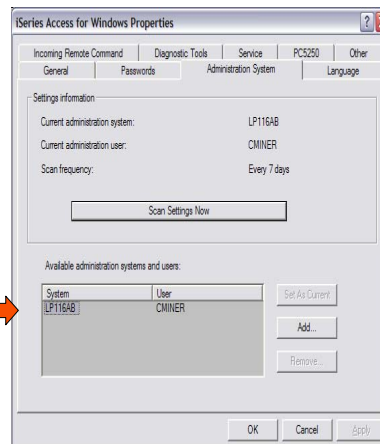 iSeries Access for Windows Properties
Incoming Remote Command Diagnostic Tools Service PC5250 Other
General Passwords Administration System Language
Settings information
Current administration system: LP116AB
Current administration user: CMINER
Scan frequency: Every 7 days
Scan Settings Now
Available administration systems and users:
System User
LP116AB CMINER
Set As Current
Add...
Remove...
OK Cancel Apply